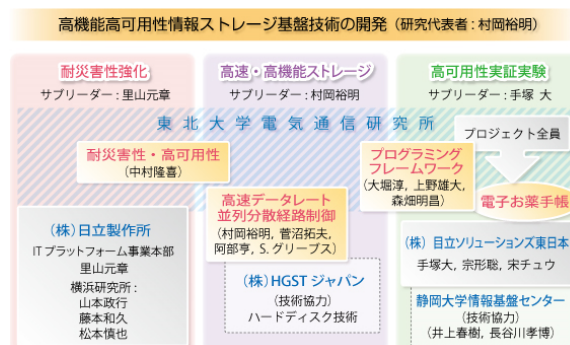 高機能高可用性情報ストレージ基盤技術の開発（研究代表者：村岡裕明）
耐災害性強化
サブリーダー：里山元章
高速・高機能ストレージ
サブリーダー：村岡裕明
高可用性実証実験
サブリーダー：手塚 大
東北大学電気通信研究所
プロジェクト全員
耐災害性・高可用性
（中村隆喜）
プログラミング
フレームワーク
（大堀淳，上野雄大，
森畑明昌）
高速データレート
並列分散経路制御
（村岡裕明，菅沼拓夫，
阿部亨，S. グリーブス）
電子お薬手帳
（株）日立製作所
ITプラットフォーム事業本部
里山元章
横浜研究所：
山本政行
藤本和久
松本慎也
（株）HGSTジャパン
（技術協力）
ハードディスク技術
（株）日立ソリューションズ東日本
手塚大，宗形聡，宋チュウ
静岡大学情報基盤センター
（技術協力）
（井上春樹，長谷川孝博）